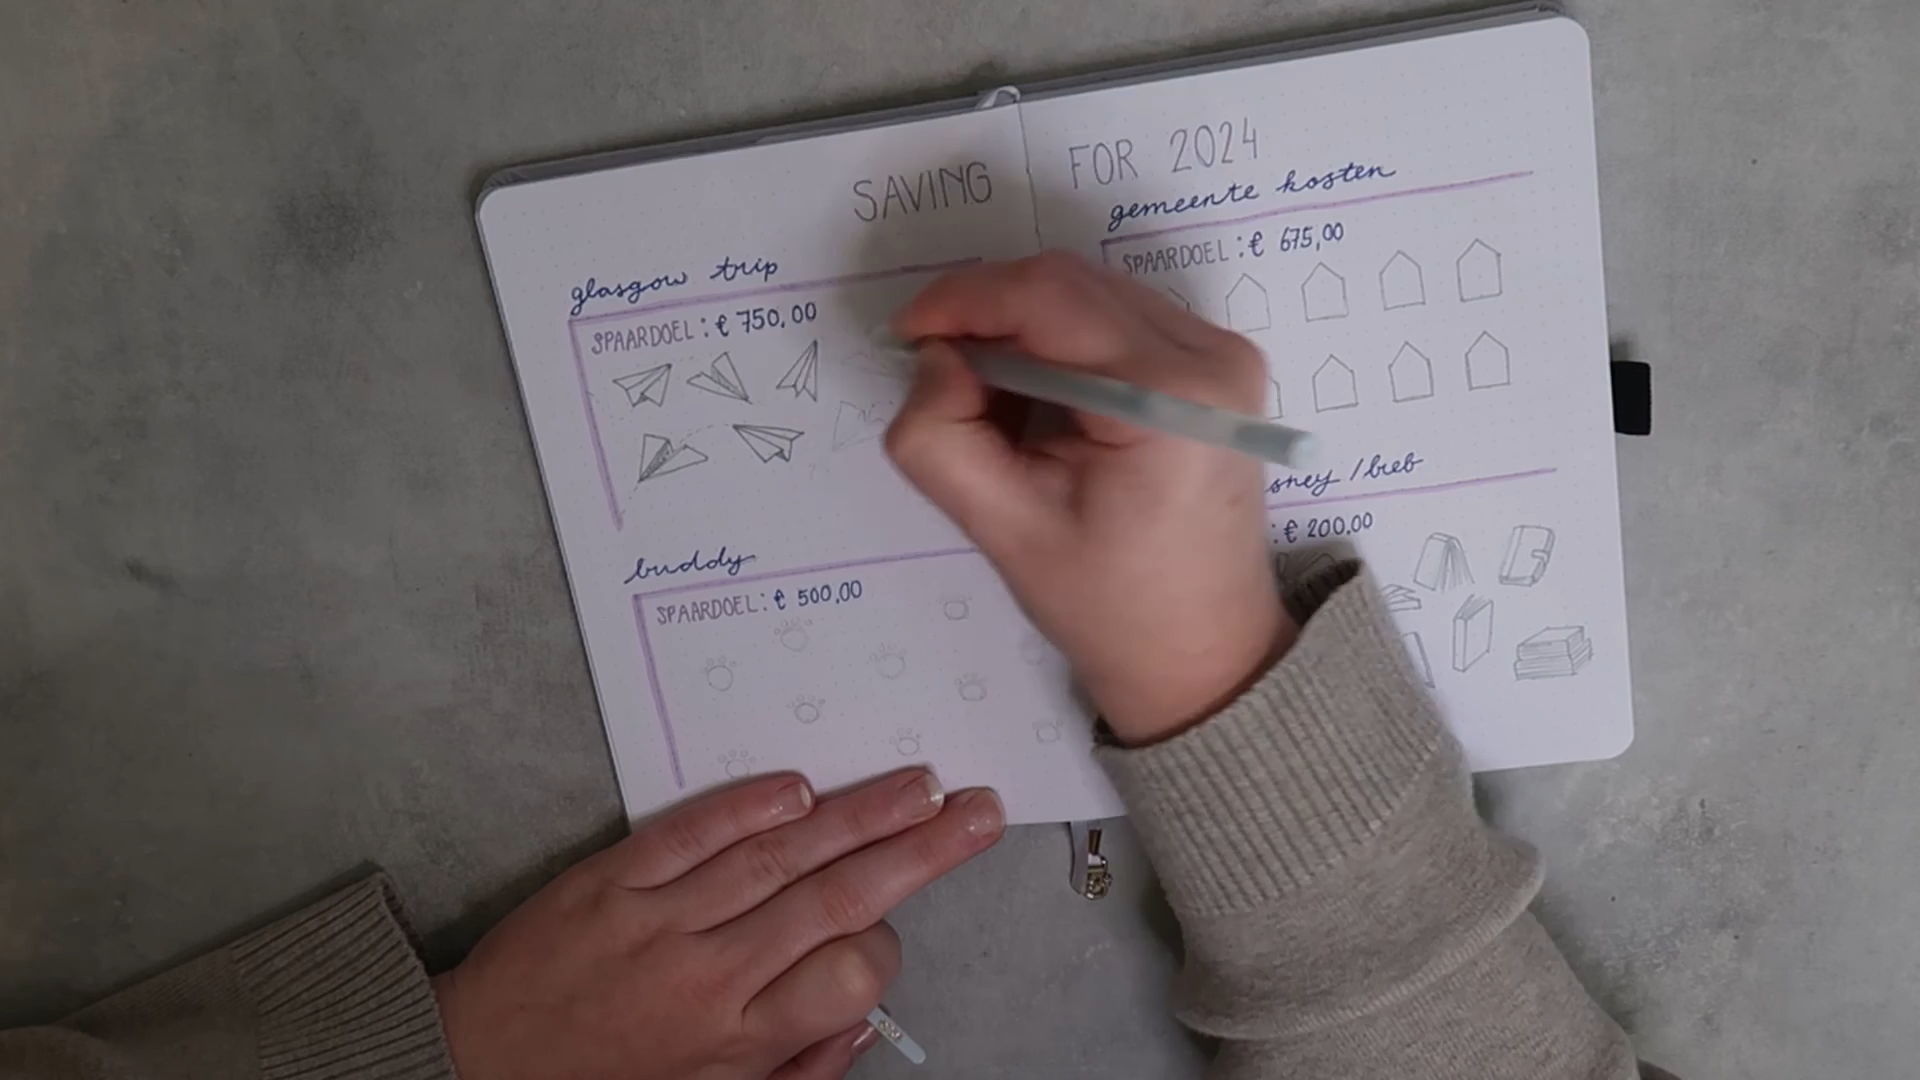 SAVING FOR 2024
glasgow trip
SPAARDOEL : € 750,00
buddy
SPAARDOEL : € 500,00
gemeente kosten
SPAARDOEL : € 675,00
/bieb
: € 200,00